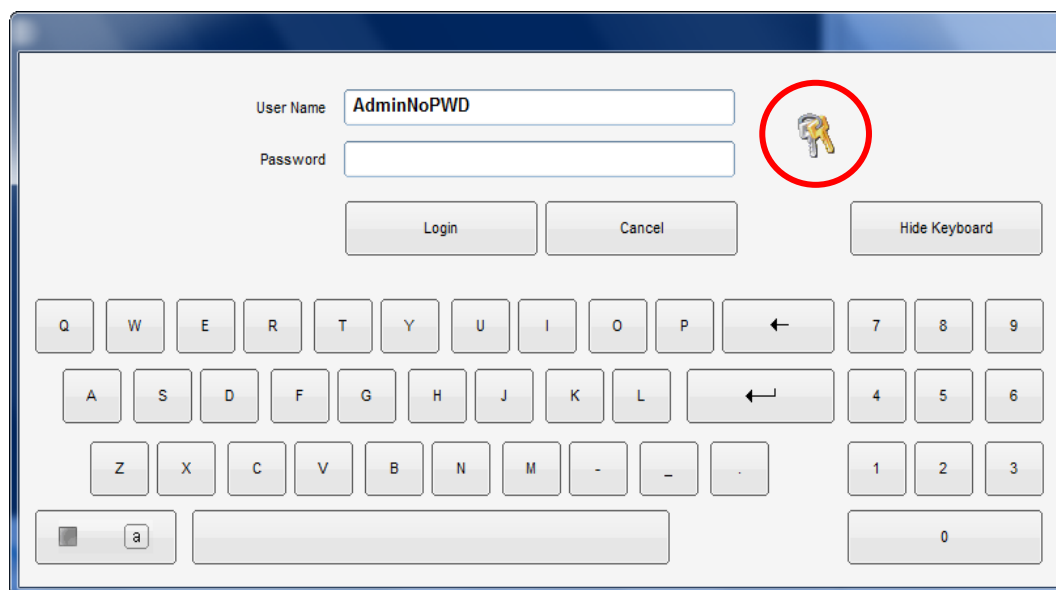 User Name AdminNoPWD
Password
Login Cancel Hide Keyboard
Q W E R T Y U I O P ← 7 8 9
A S D F G H J K L ↵ 4 5 6
Z X C V B N M - _ . 1 2 3
a 0